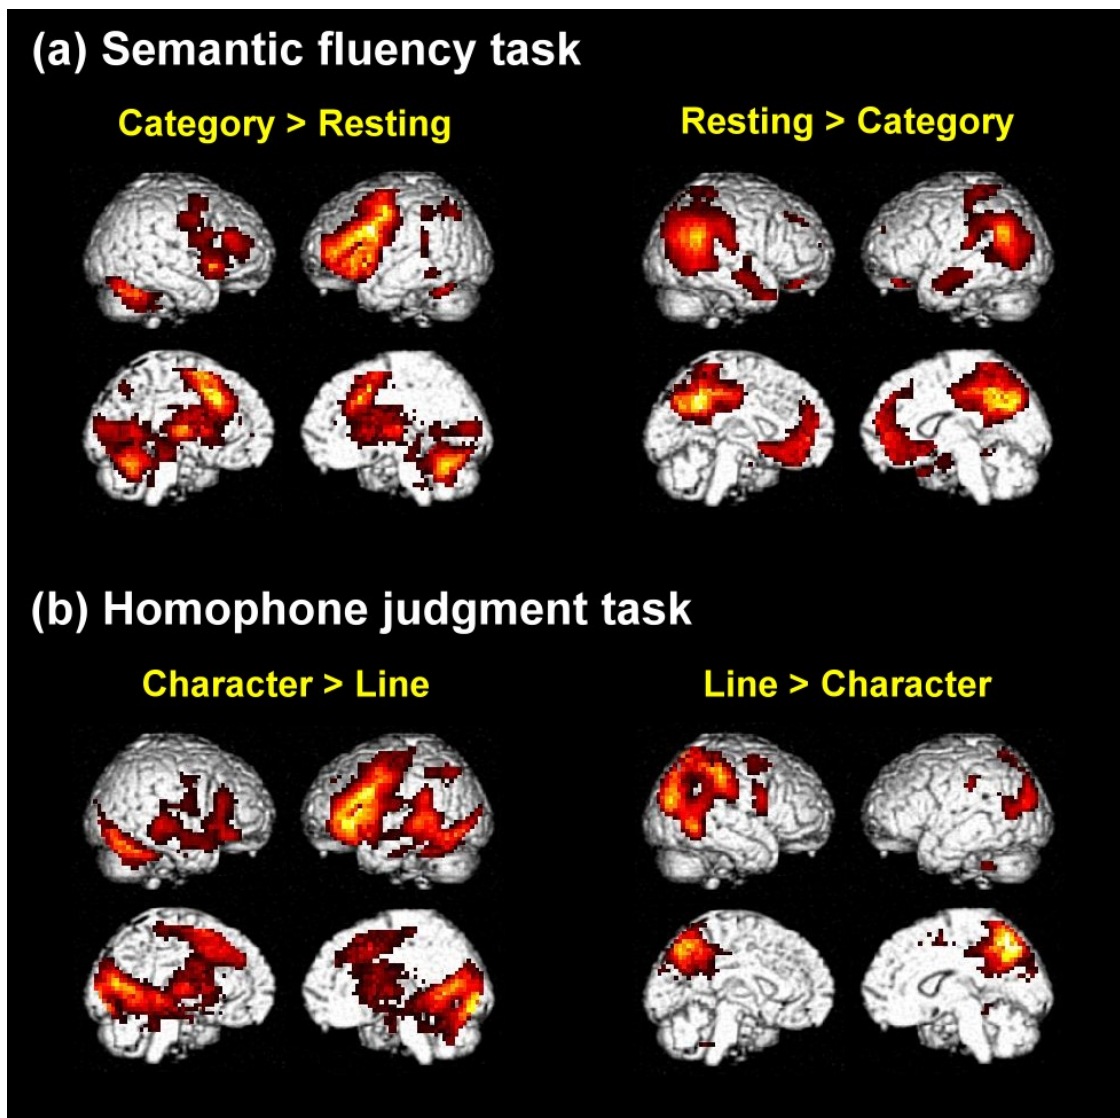 (a) Semantic fluency task
Category > Resting
Resting > Category
(b) Homophone judgment task
Character > Line
Line > Character